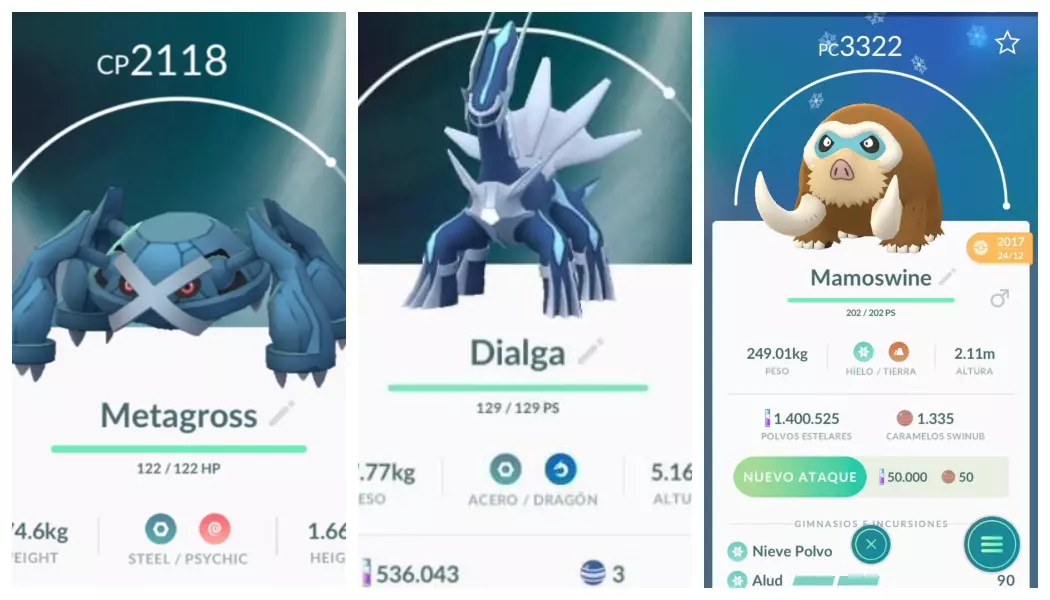 CP2118
Metagross
122 / 122 HP
74.6kg
WEIGHT
STEEL / PSYCHIC
1.66
HEIG
Dialga
129 / 129 PS
.77kg
ESO
ACERO / DRAGÓN
5.16
ALTU
536.043
3
PC3322
2017
24/12
Mamoswine
202 / 202 PS
249.01kg
PESO
HIELO / TIERRA
2.11m
ALTURA
1.400.525
POLVOS ESTELARES
1.335
CARAMELOS SWINUB
NUEVO ATAQUE
50.000
50
GIMNASIOS E INCURSIONES
Nieve Polvo
Alud
90